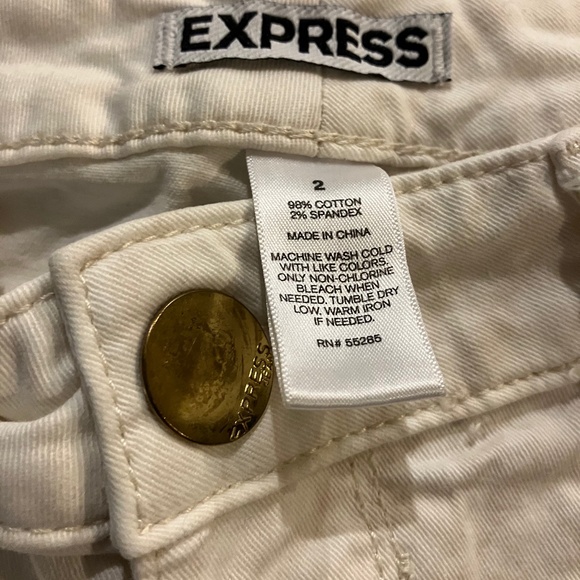 EXPRESS
2
98% COTTON
2% SPANDEX
MADE IN CHINA
MACHINE WASH COLD
WITH LIKE COLORS.
ONLY NON-CHLORINE
BLEACH WHEN
NEEDED. TUMBLE DRY
LOW. WARM IRON
IF NEEDED.
RN# 55285
EXPRESS